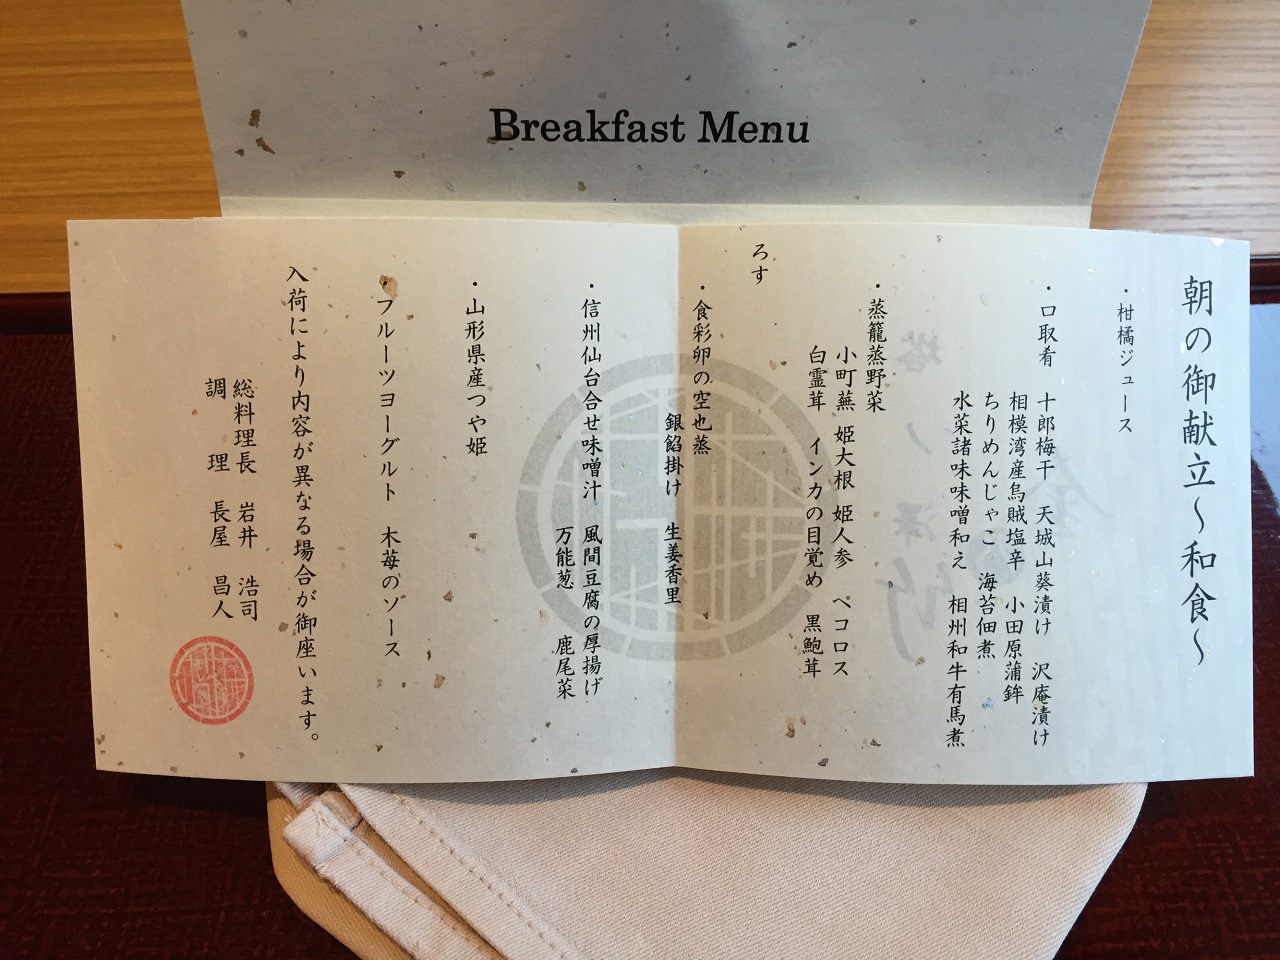 Breakfast Menu
朝の御献立～和食～
・柑橘ジュース
・口取肴 十郎梅干 天城山葵漬け 沢庵漬け
相模湾産烏賊塩辛 小田原蒲鉾
ちりめんじゃこ 海苔佃煮
水菜諸味味噌和え 相州和牛有馬煮
・蒸籠蒸野菜
小町蕪 姫大根 姫人参 ペコロス
白霊茸 インカの目覚め 黒鮑茸
ろす
・食彩卵の空也蒸
銀餡掛け 生姜香里
・信州仙台合せ味噌汁 風間豆腐の厚揚げ
万能葱 鹿尾菜
・山形県産つや姫
・フルーツヨーグルト 木苺のソース
入荷により内容が異なる場合が御座います。
総料理長 岩井 浩司
調 理 長屋 昌人